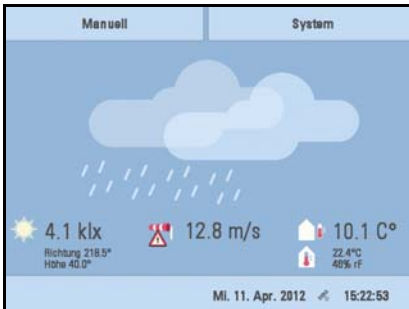 Manuell System
4.1 klx 12.8 m/s 10.1 C°
Richtung 218.5° 22.4°C
Höhe 40.0° 46% rF
Mi. 11. Apr. 2012 15:22:53